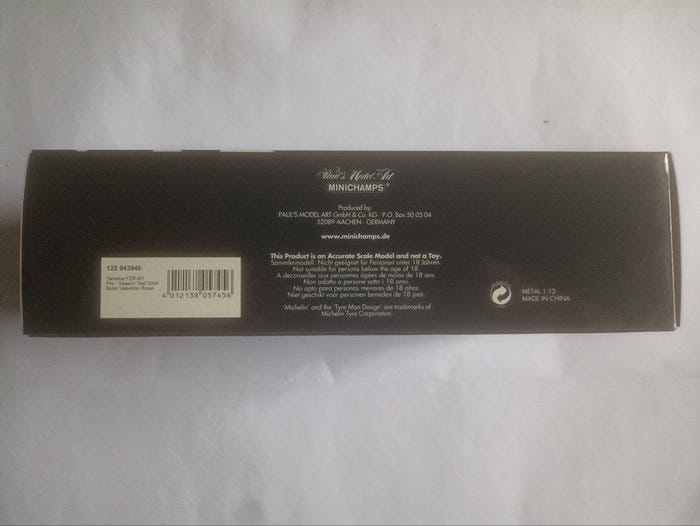 Paul's Model Art
MINICHAMPS®
Produced by:
PAUL'S MODEL ART GmbH & Co. KG · P.O. Box 50 05 04
52089 AACHEN · GERMANY
www.minichamps.de
This Product is an Accurate Scale Model and not a Toy.
Sammlermodell. Nicht geeignet für Personen unter 18 Jahren.
Not suitable for persons below the age of 18.
A déconseiller aux personnes âgées de moins de 18 ans.
Non adatto a persone sotto i 18 anni.
No apto para personas menores de 18 años.
Niet geschikt voor personen beneden de 18 jaar.
'Michelin' and the 'Tyre Man Design' are trademarks of
Michelin Tyre Corporation
122 043946
Yamaha YZR-M1
Pre - Season Test 2004
Rider Valentino Rossi
4 012138 057456
METAL 1:12
MADE IN CHINA